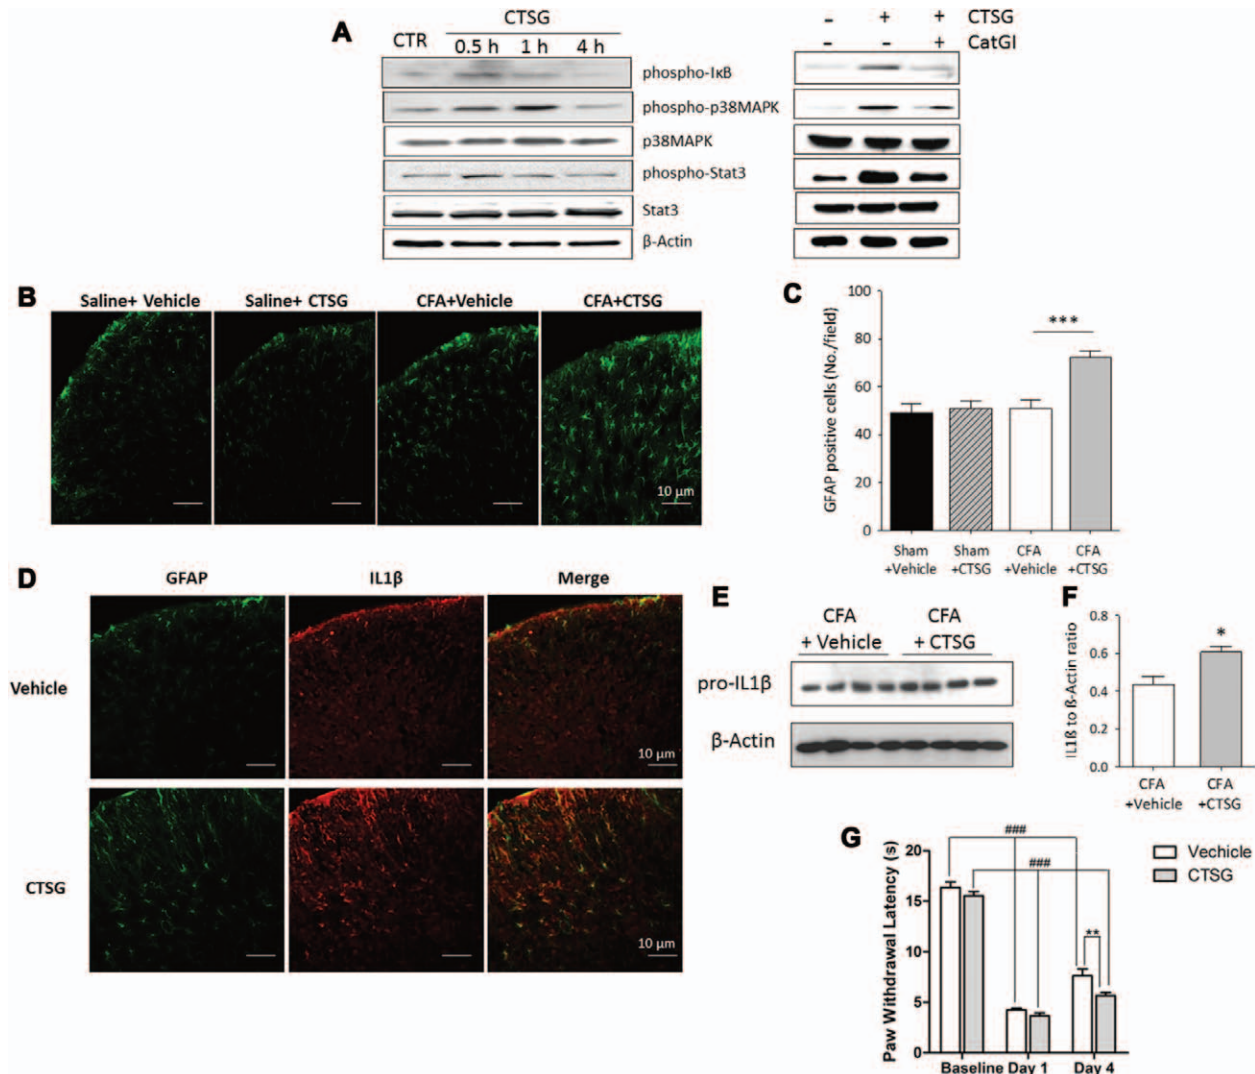 A
CTSG
CTR 0.5 h 1 h 4 h
phospho-IκB
phospho-p38MAPK
p38MAPK
phospho-Stat3
Stat3
β-Actin
- + + CTSG
- - + CatGI
B
Saline+ Vehicle Saline+ CTSG CFA+Vehicle CFA+CTSG
10 µm
C
GFAP positive cells (No./field)
100
80
60
40
20
0
***
Sham Sham CFA CFA
+Vehicle +CTSG +Vehicle +CTSG
D
GFAP IL1β Merge
Vehicle
10 µm
CTSG
10 µm
E
CFA CFA
+ Vehicle + CTSG
pro-IL1β
β-Actin
F
IL1ß to ß-Actin ratio
0.8
0.6
0.4
0.2
0.0
*
CFA CFA
+Vehicle +CTSG
G
Paw Withdrawal Latency (s)
20
15
10
5
0
###
###
**
Vechicle
CTSG
Baseline Day 1 Day 4